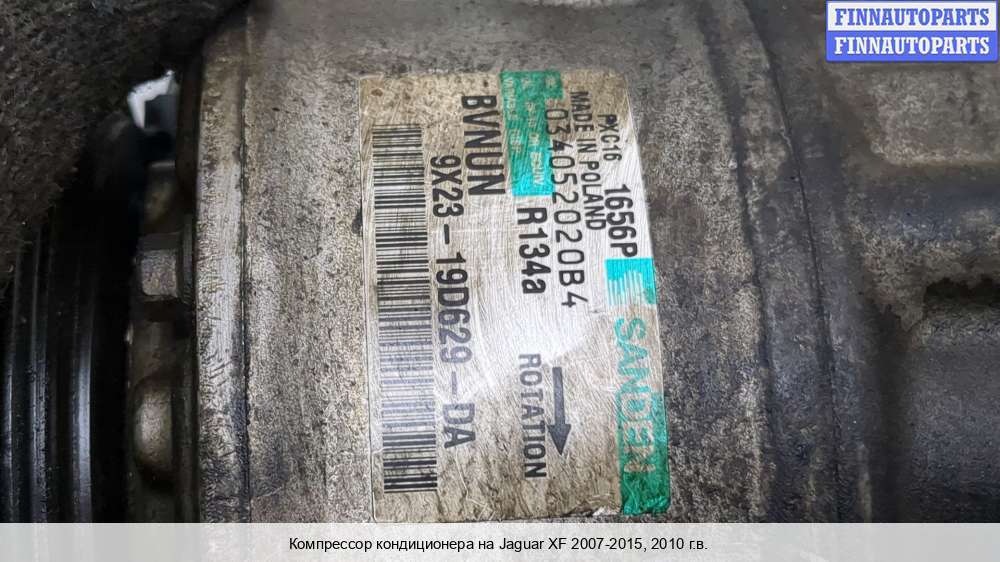 FINNAUTOPARTS
FINNAUTOPARTS
SANDEN
PXC16 1656P
MADE IN POLAND
034052020B4
R134a
ROTATION
BVNUN
9X23-19D629-DA
Компрессор кондиционера на Jaguar XF 2007-2015, 2010 г.в.